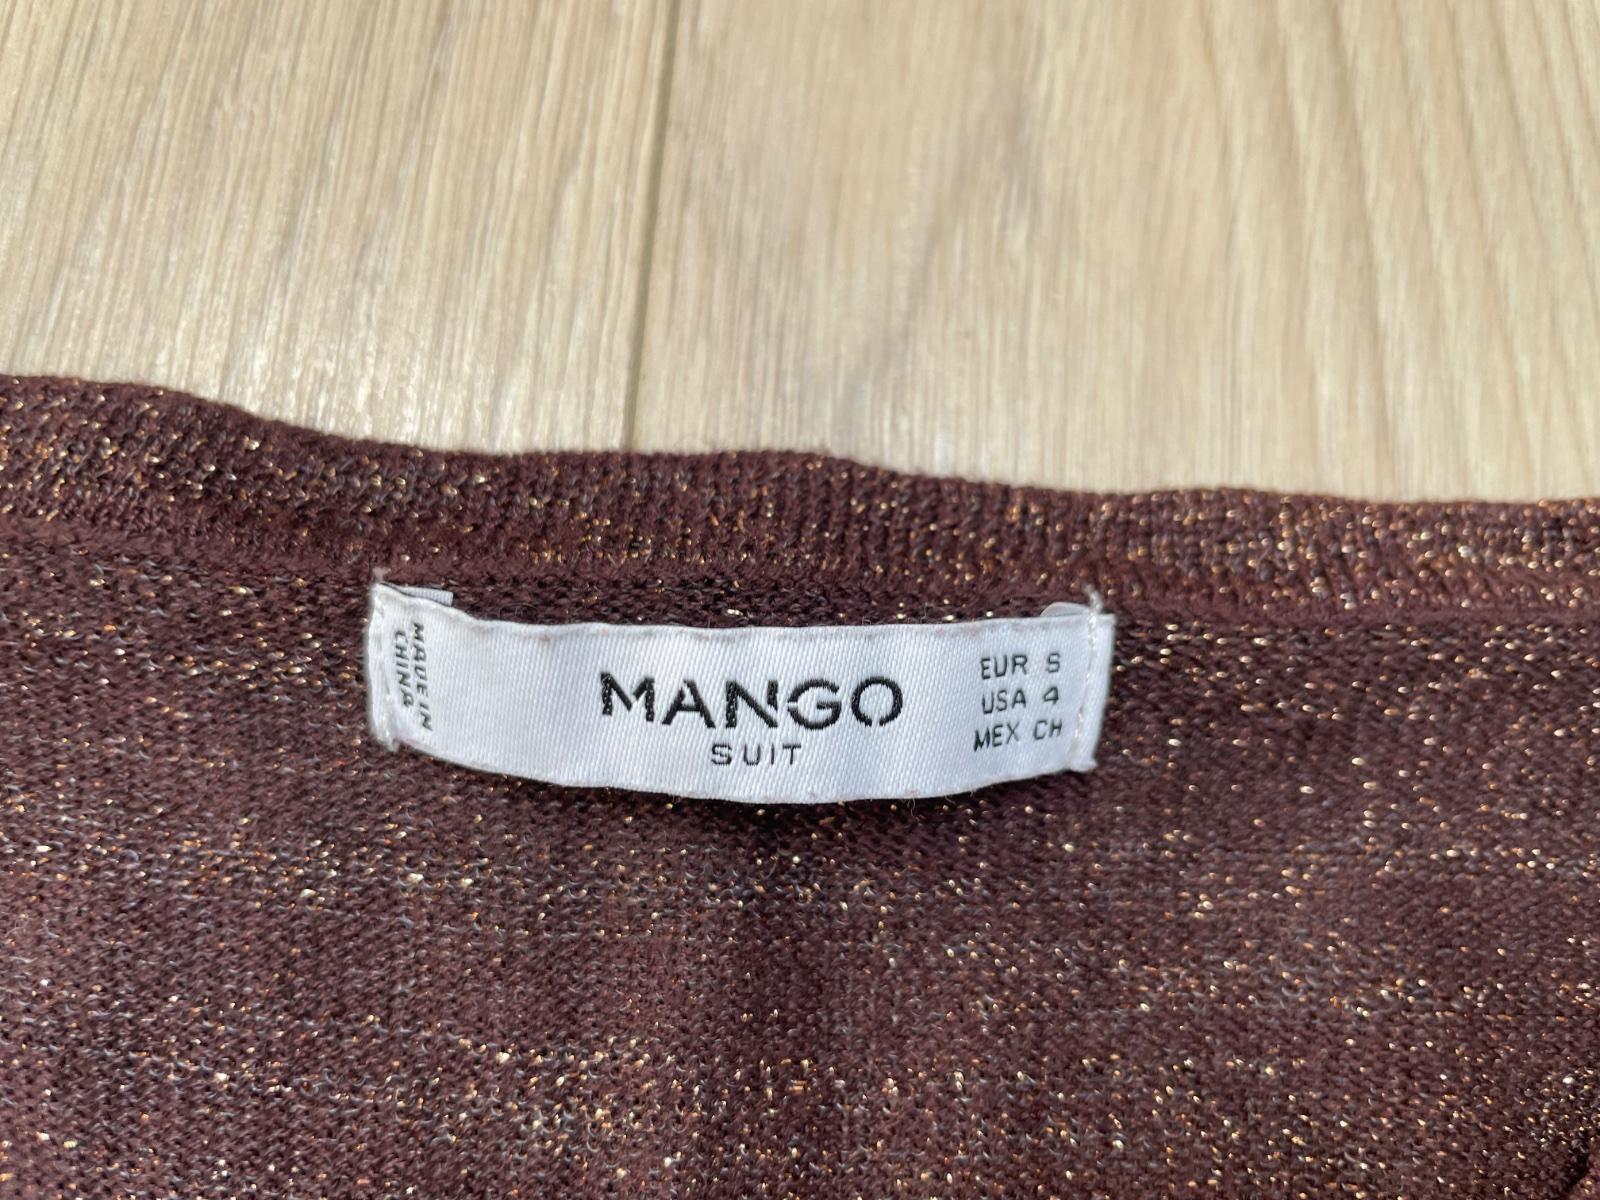 MADE IN
CHINA
MANGO
SUIT
EUR S
USA 4
MEX CH